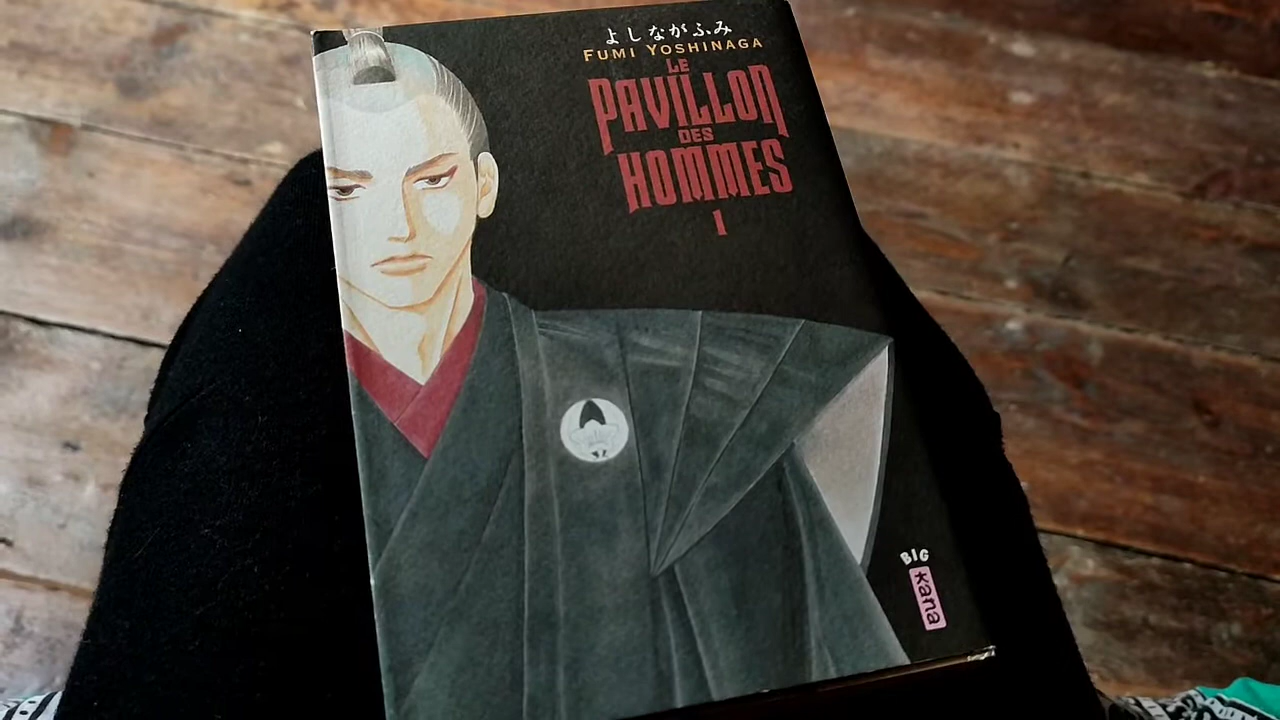 よしながふみ
FUMI YOSHINAGA
LE
PAVILLON
DES
HOMMES
1
BIG
kana